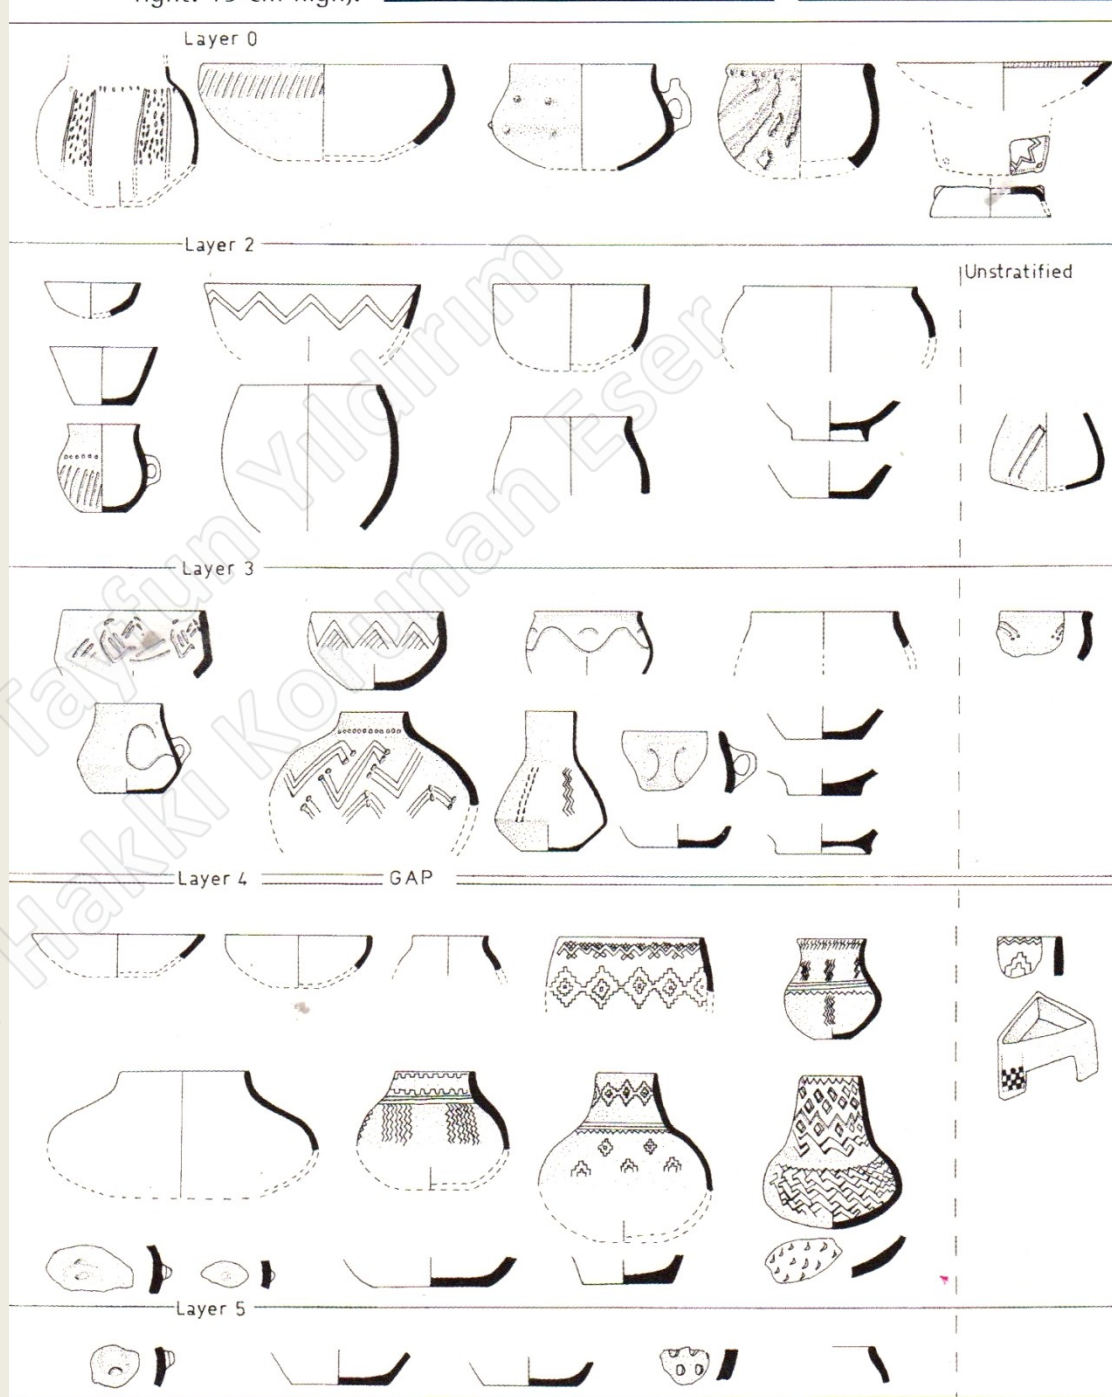 right: 15 cm high).
Layer 0
Layer 2
Unstratified
Layer 3
Layer 4
GAP
Layer 5
Tayfun Yıldırım
Hakkı Korunan Eser